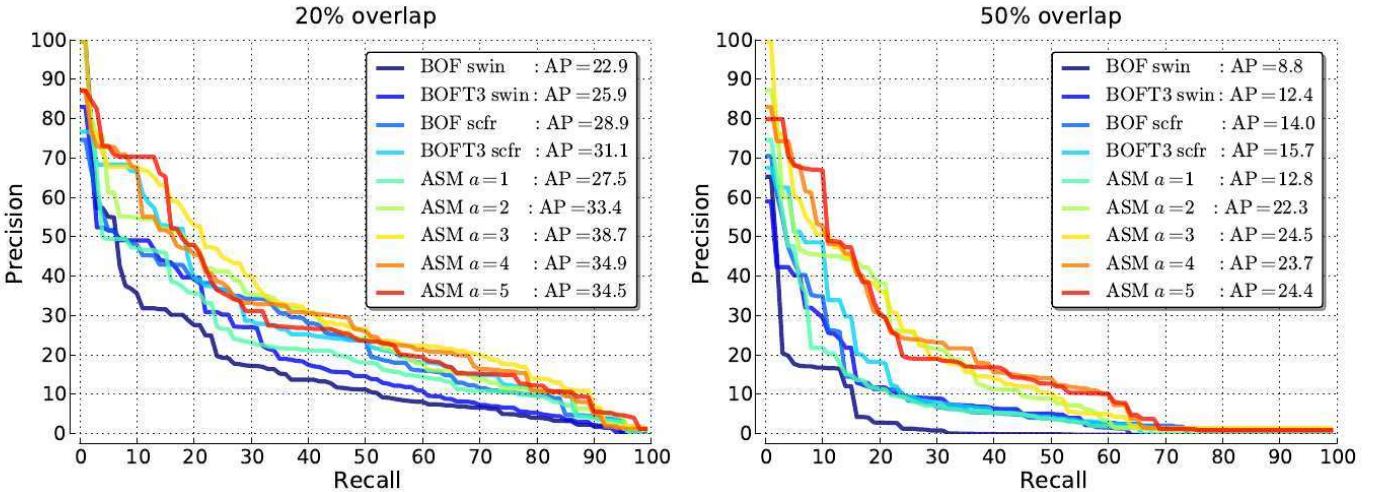 20% overlap
Precision
100
90
80
70
60
50
40
30
20
10
0
BOF swin : AP=22.9
BOFT3 swin : AP=25.9
BOF scfr : AP=28.9
BOFT3 scfr : AP=31.1
ASM a=1 : AP=27.5
ASM a=2 : AP=33.4
ASM a=3 : AP=38.7
ASM a=4 : AP=34.9
ASM a=5 : AP=34.5
0 10 20 30 40 50 60 70 80 90 100
Recall
50% overlap
Precision
100
90
80
70
60
50
40
30
20
10
0
BOF swin : AP=8.8
BOFT3 swin : AP=12.4
BOF scfr : AP=14.0
BOFT3 scfr : AP=15.7
ASM a=1 : AP=12.8
ASM a=2 : AP=22.3
ASM a=3 : AP=24.5
ASM a=4 : AP=23.7
ASM a=5 : AP=24.4
0 10 20 30 40 50 60 70 80 90 100
Recall